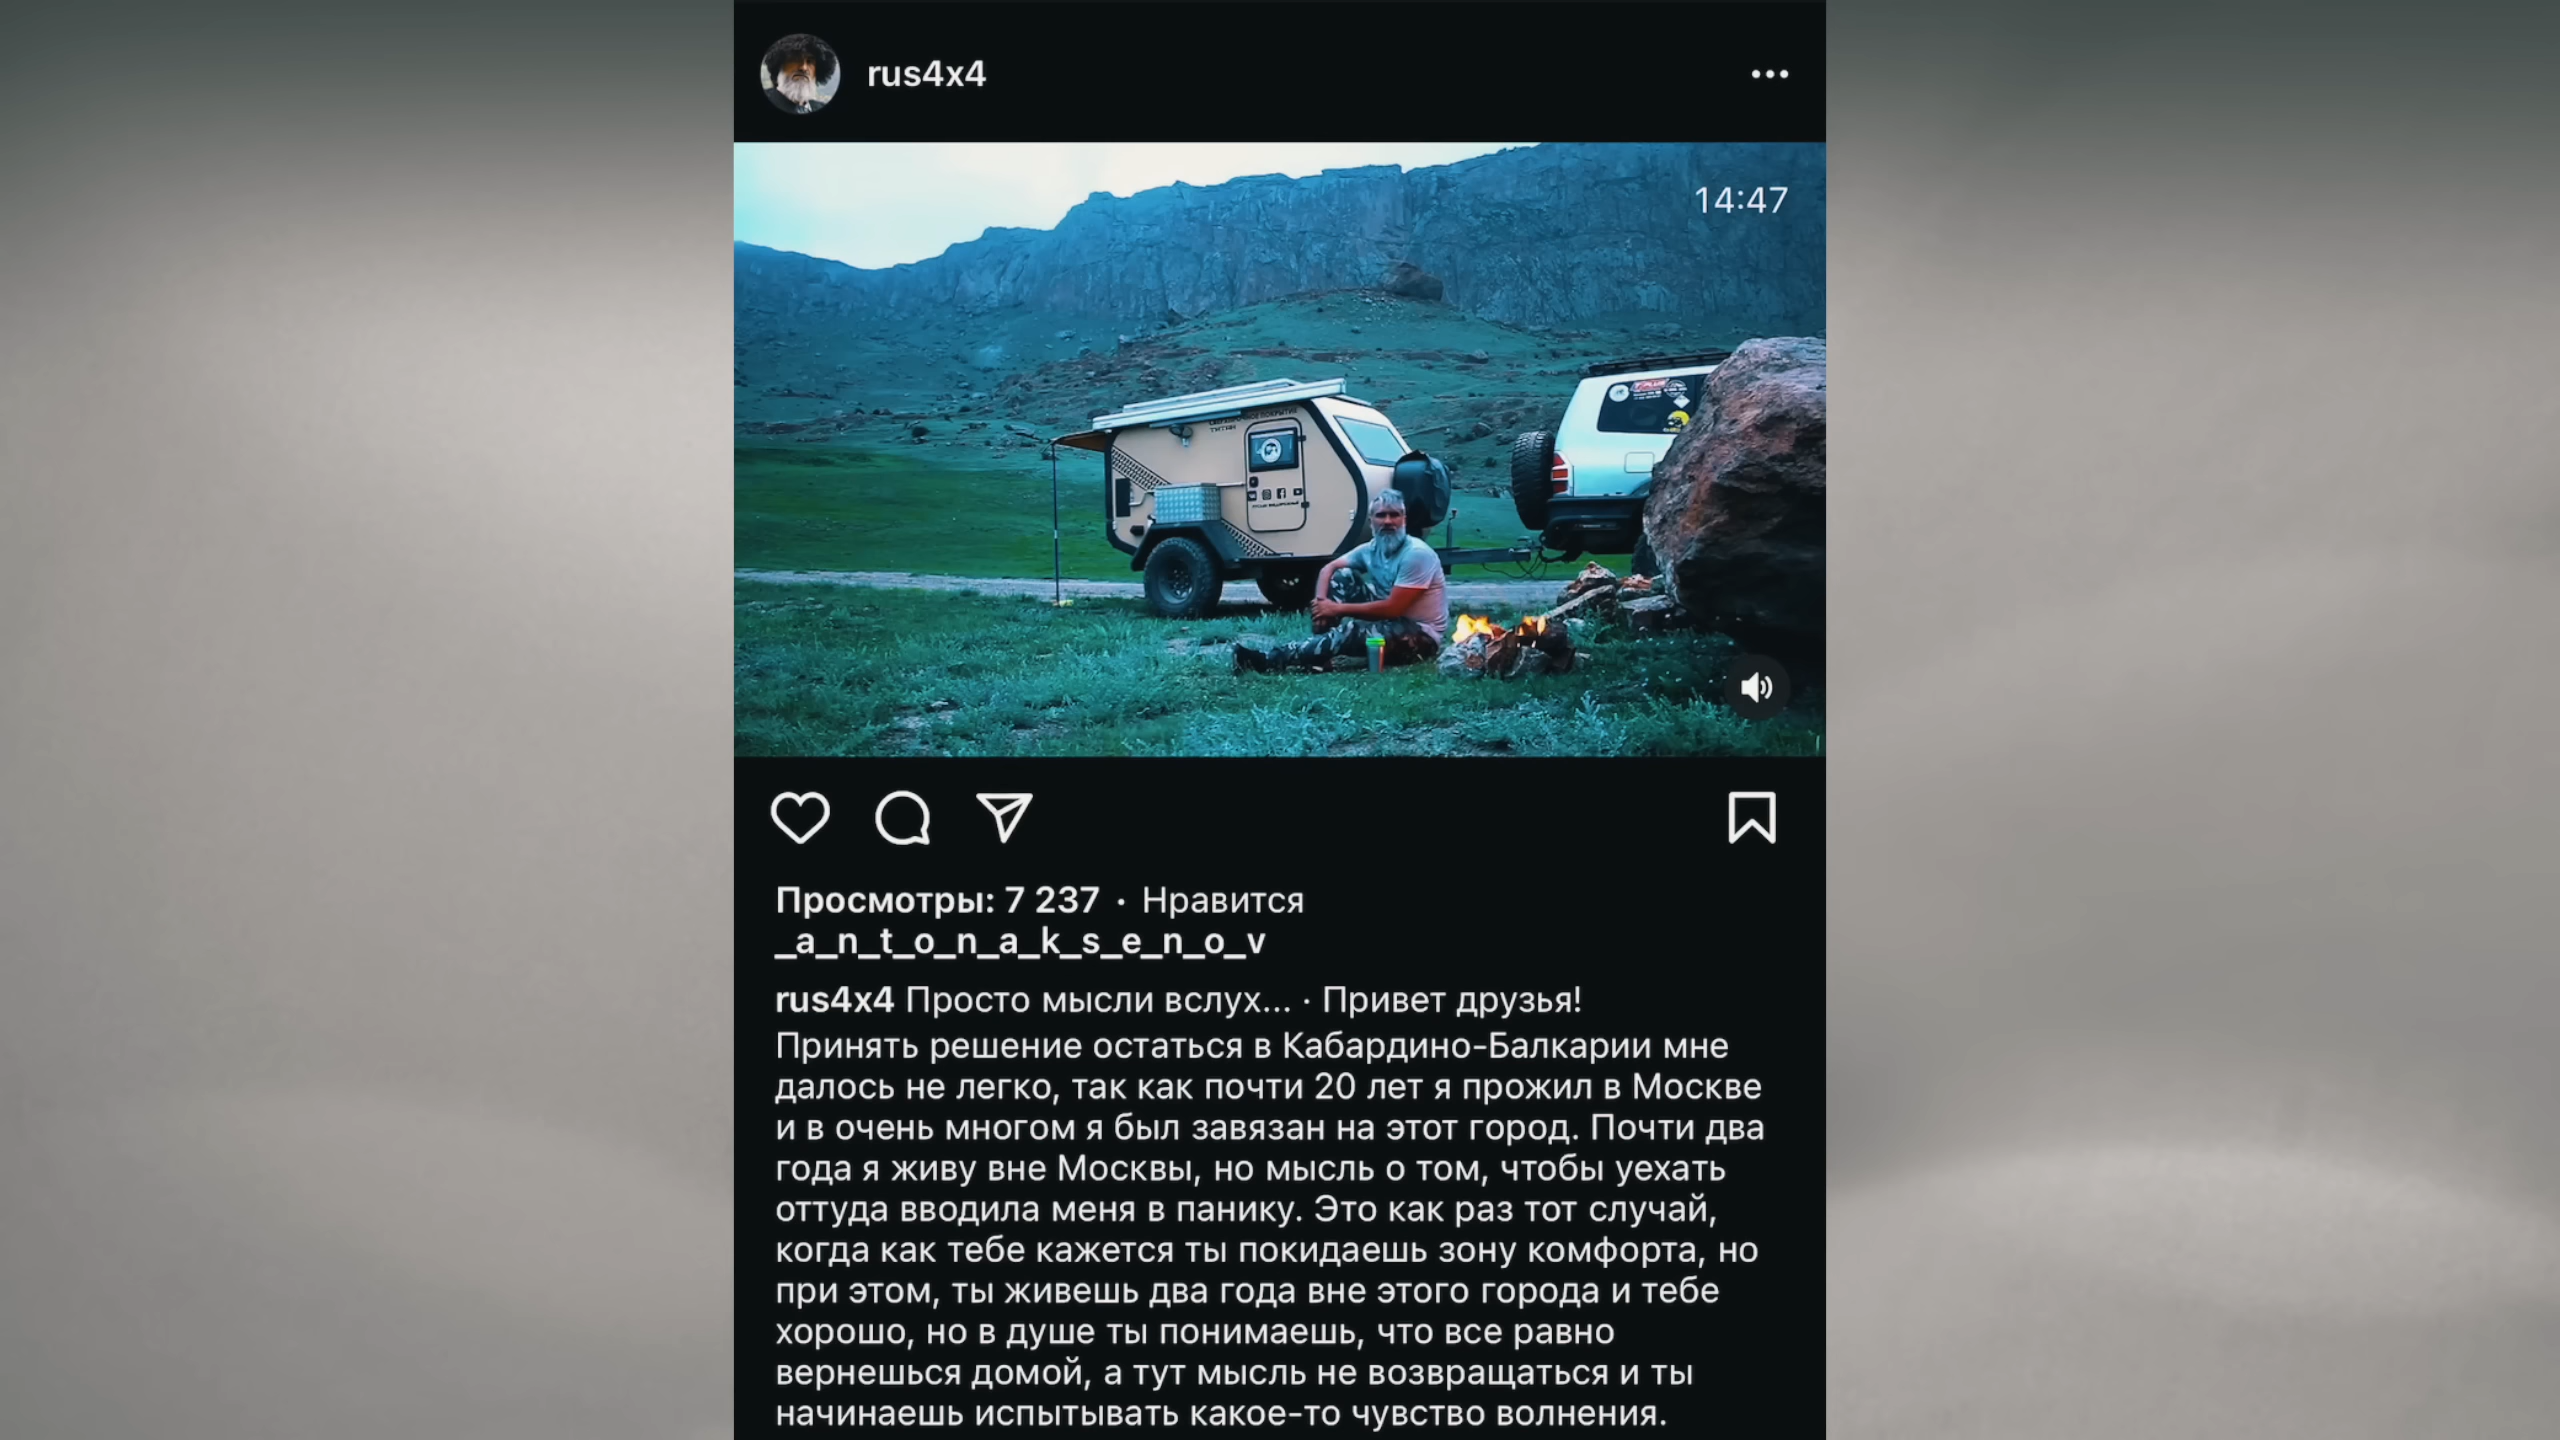 rus4x4
14:47
Просмотры: 7 237 · Нравится
_a_n_t_o_n_a_k_s_e_n_o_v
rus4x4 Просто мысли вслух... · Привет друзья!
Принять решение остаться в Кабардино-Балкарии мне
далось не легко, так как почти 20 лет я прожил в Москве
и в очень многом я был завязан на этот город. Почти два
года я живу вне Москвы, но мысль о том, чтобы уехать
оттуда вводила меня в панику. Это как раз тот случай,
когда как тебе кажется ты покидаешь зону комфорта, но
при этом, ты живешь два года вне этого города и тебе
хорошо, но в душе ты понимаешь, что все равно
вернешься домой, а тут мысль не возвращаться и ты
начинаешь испытывать какое-то чувство волнения.